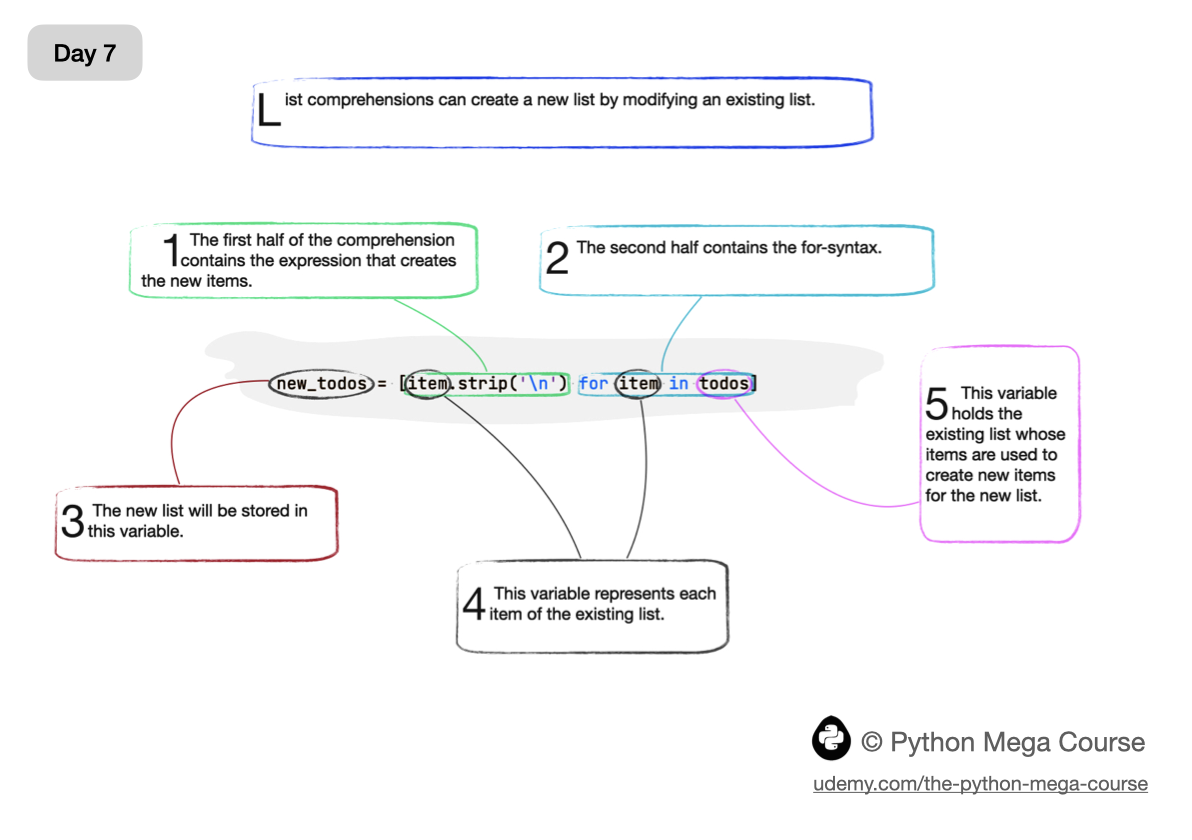 Day 7
List comprehensions can create a new list by modifying an existing list.
1 The first half of the comprehension
contains the expression that creates
the new items.
2 The second half contains the for-syntax.
new_todos = [item.strip('\n') for item in todos]
3 The new list will be stored in
this variable.
4 This variable represents each
item of the existing list.
5 This variable
holds the
existing list whose
items are used to
create new items
for the new list.
© Python Mega Course
udemy.com/the-python-mega-course